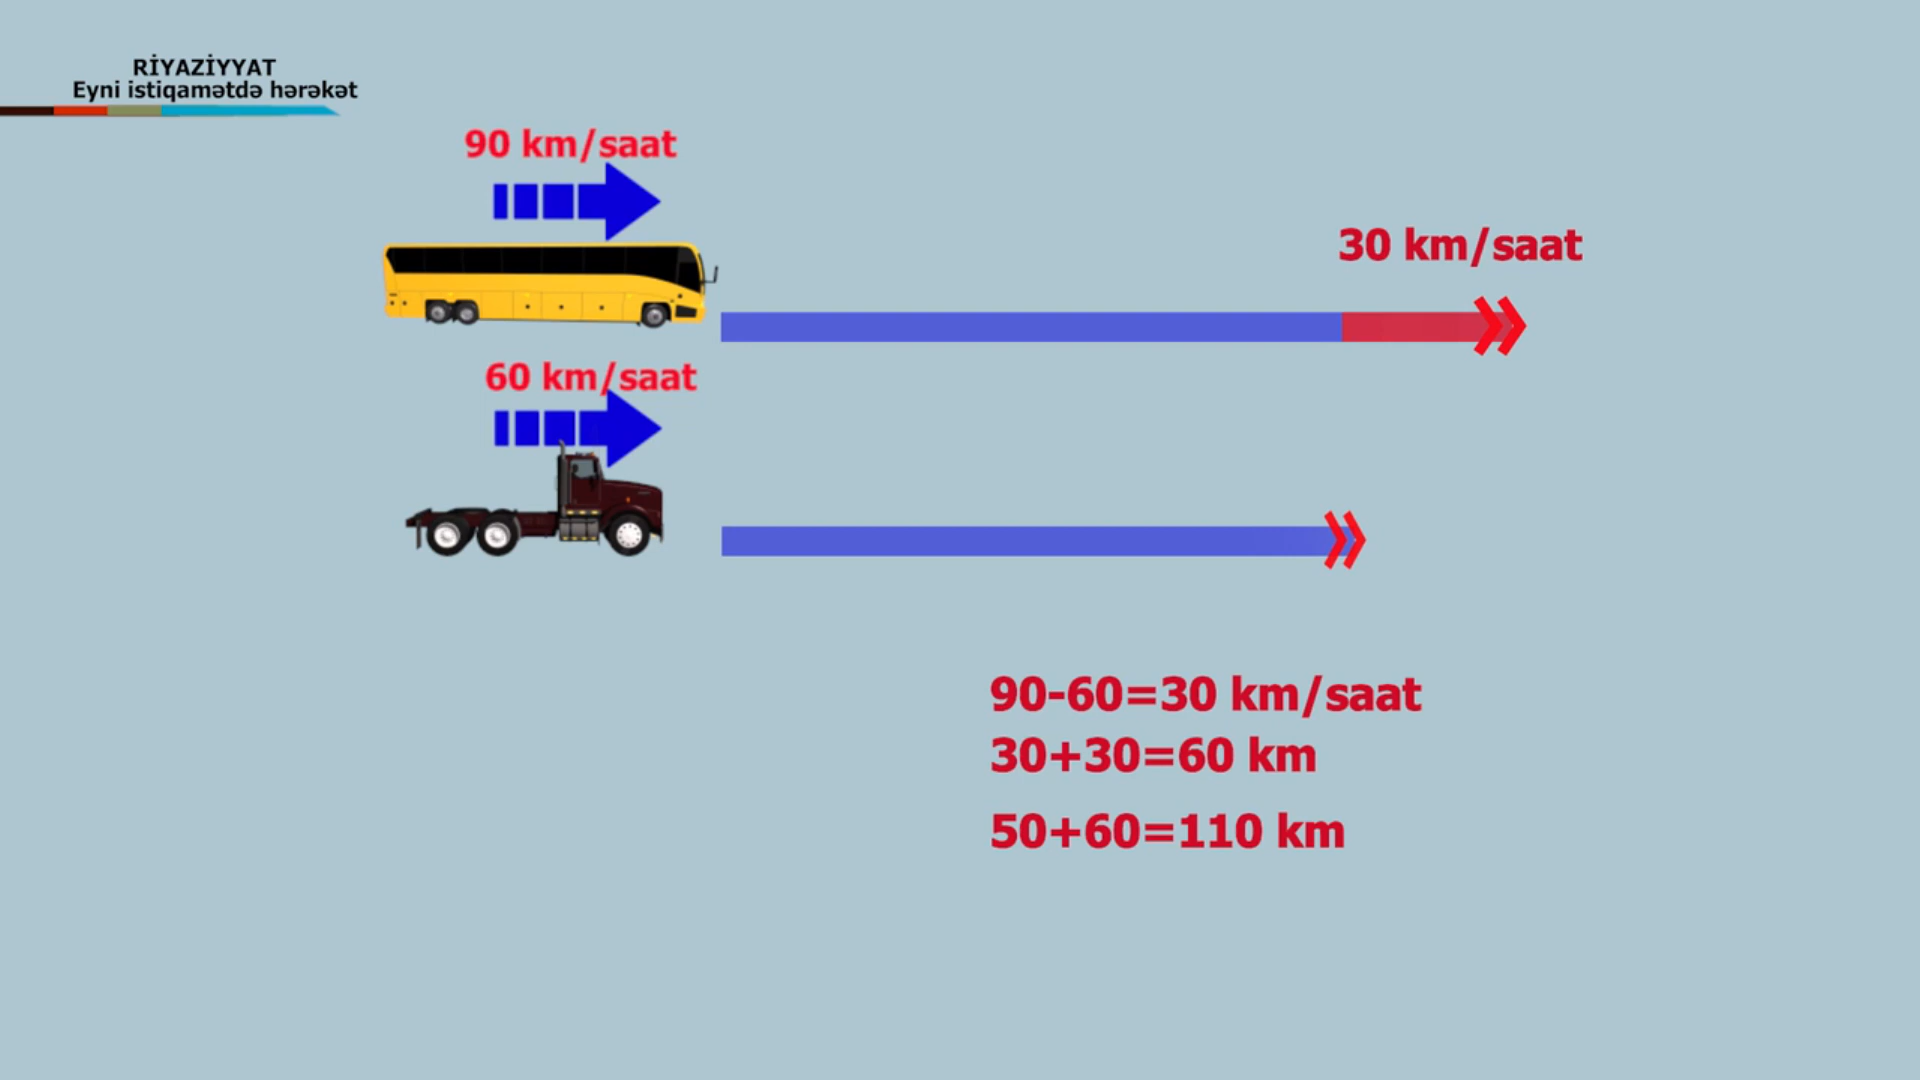 RİYAZİYYAT
Eyni istiqamətdə hərəkət
90 km/saat
30 km/saat
60 km/saat
90-60=30 km/saat
30+30=60 km
50+60=110 km